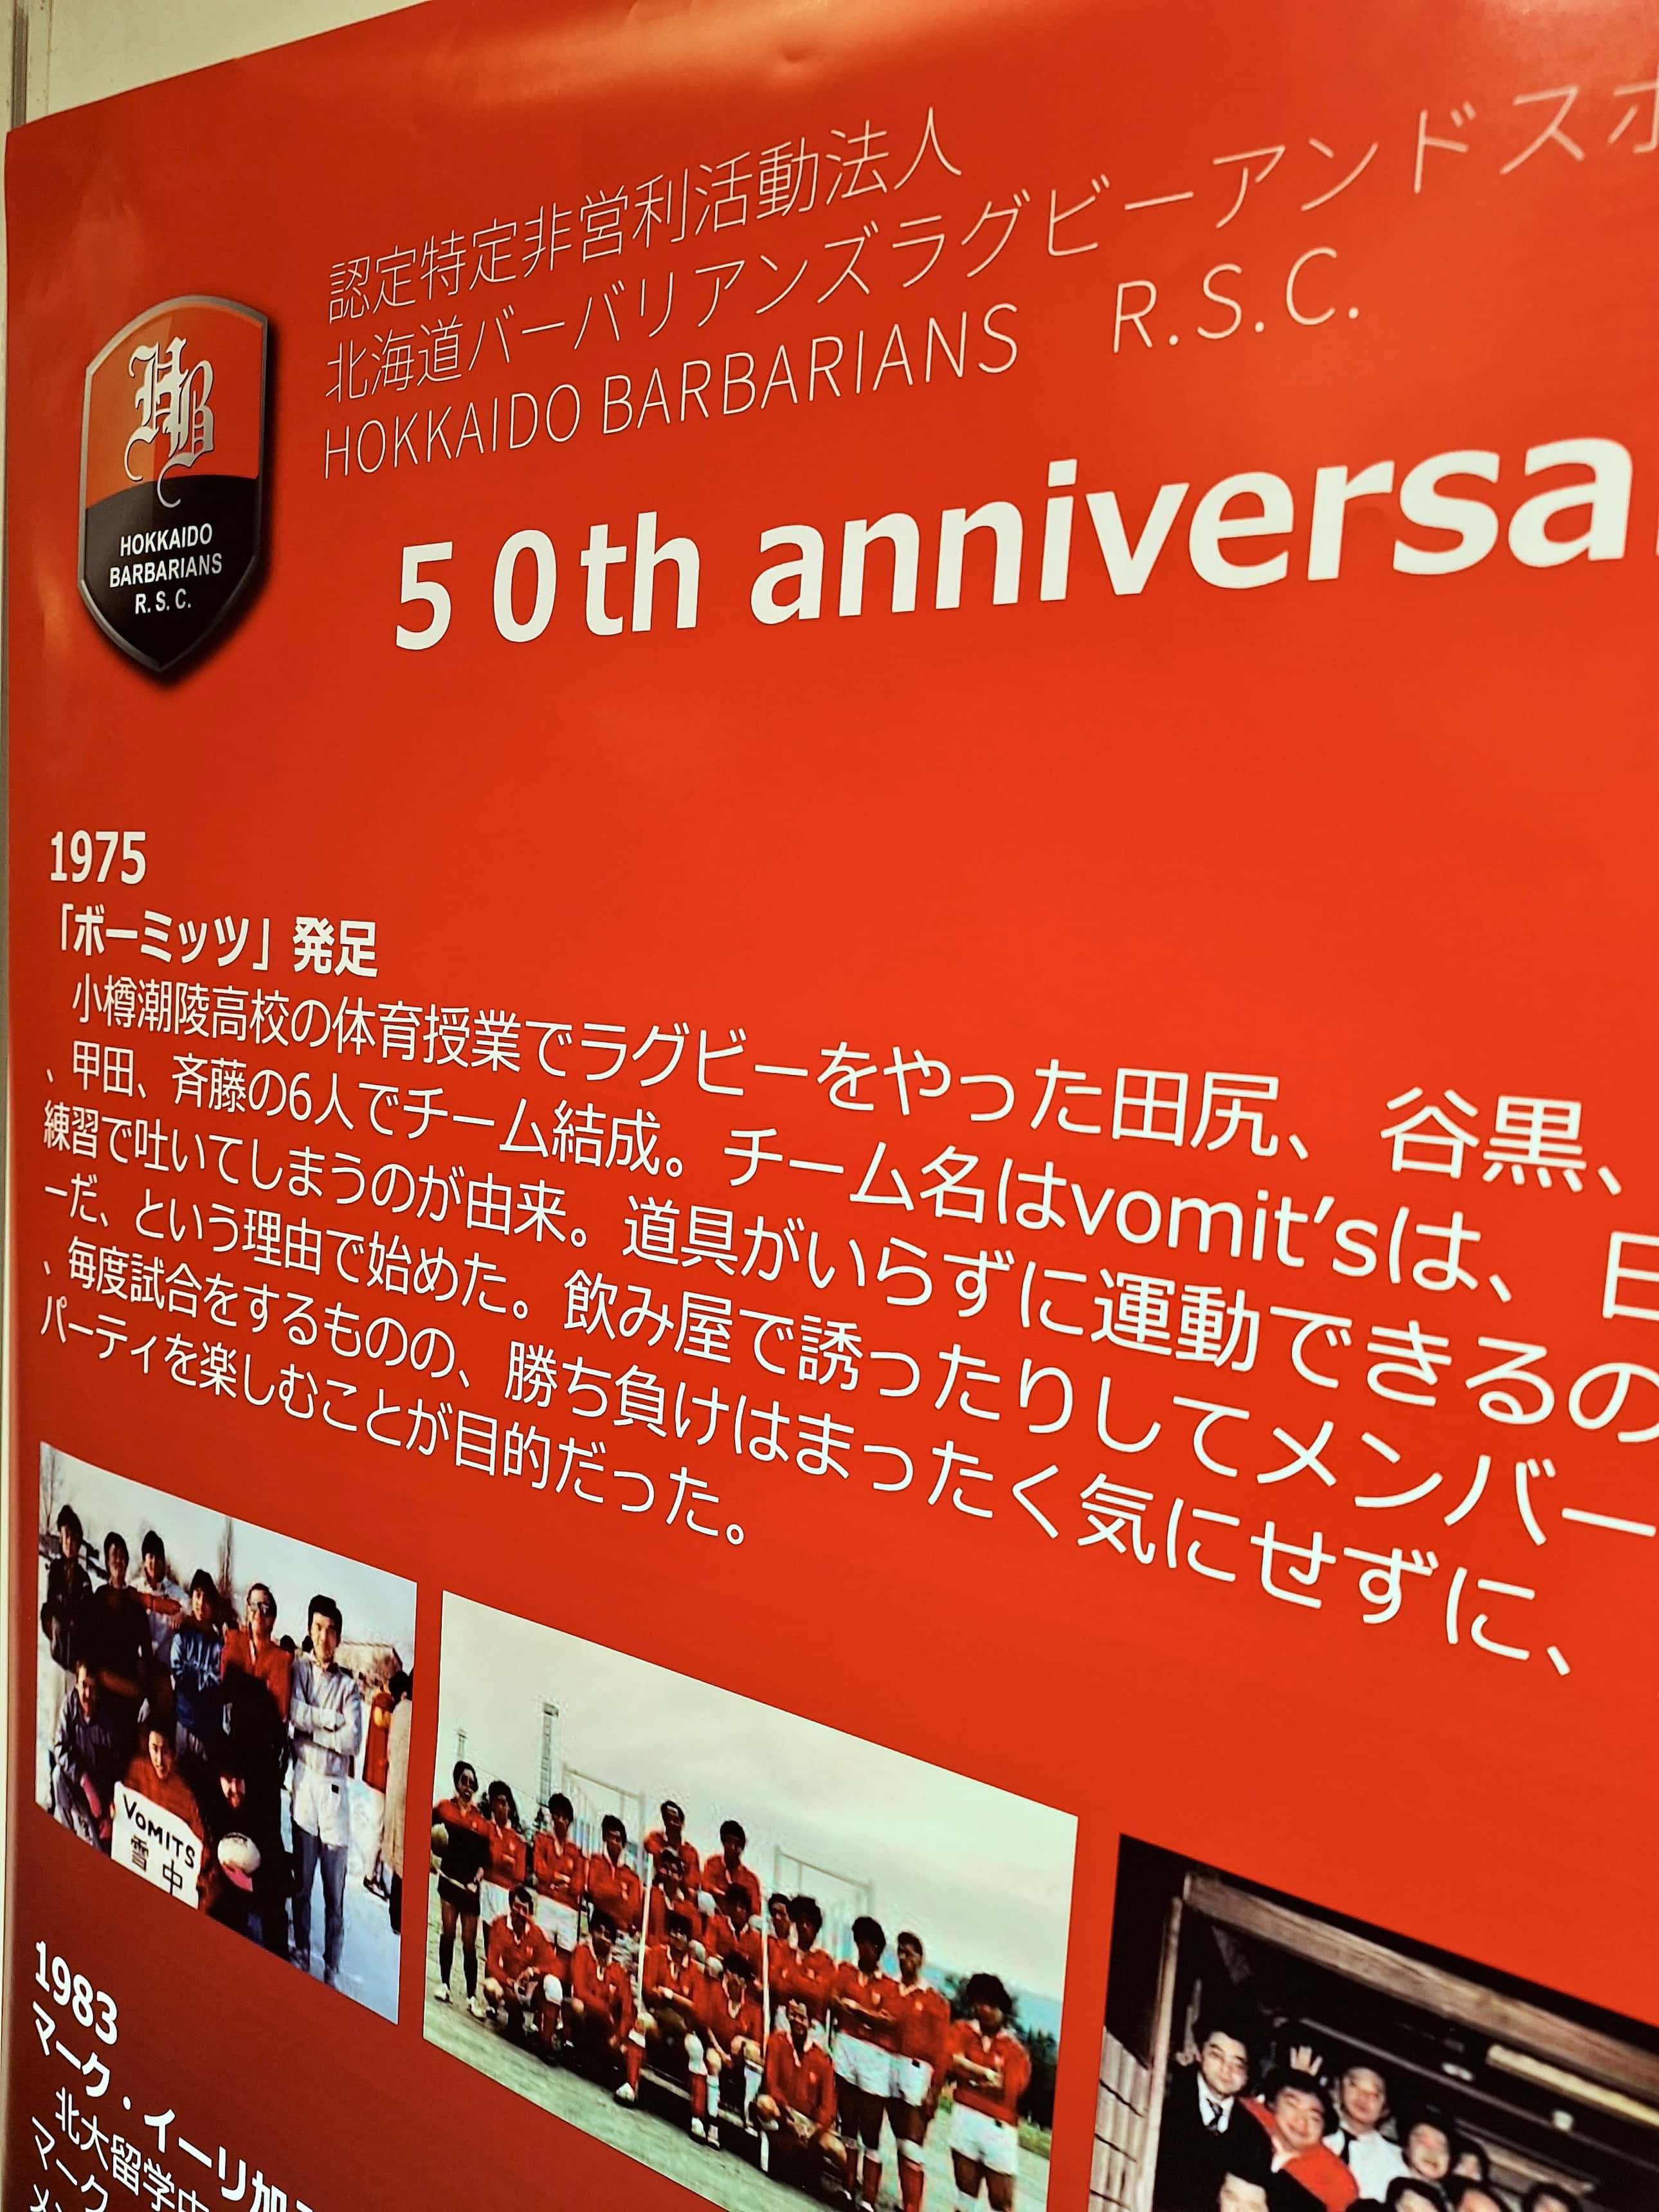 認定特定非営利活動法人
北海道バーバリアンズラグビーアンドスポ
HOKKAIDO BARBARIANS R.S.C.
HB
HOKKAIDO
BARBARIANS
R. S. C.
50th anniversa
1975
「ボーミッツ」発足
小樽潮陵高校の体育授業でラグビーをやった田尻、谷黒、
、甲田、斉藤の6人でチーム結成。チーム名はvomit'sは、日
練習で吐いてしまうのが由来。道具がいらずに運動できるの
ーだ、という理由で始めた。飲み屋で誘ったりしてメンバー
、毎度試合をするものの、勝ち負けはまったく気にせずに、
パーティを楽しむことが目的だった。
VOMITS
雪中
1983
マーク・イーリ加
北大留学中
マーク